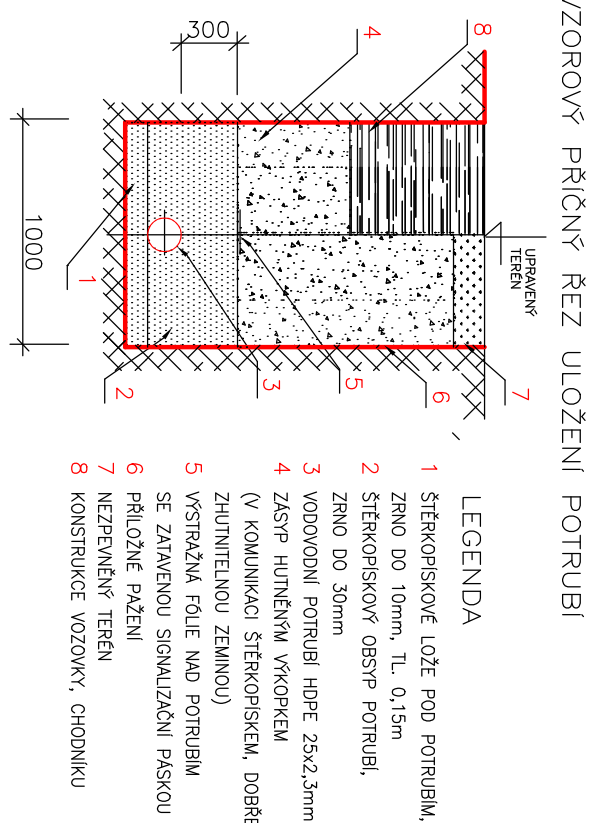 VZOROVÝ PŘÍČNÝ ŘEZ ULOŽENÍ POTRUBÍ
300
1000
UPRAVENÝ
TERÉN
1
2
3
4
5
6
7
8
LEGENDA
1 ŠTĚRKOPÍSKOVÉ LOŽE POD POTRUBÍM,
ZRNO DO 10mm, TL. 0,15m
2 ŠTĚRKOPÍSKOVÝ OBSYP POTRUBÍ,
ZRNO DO 30mm
3 VODOVODNÍ POTRUBÍ HDPE 25x2,3mm
4 ZÁSYP HUTNĚNÝM VÝKOPKEM
(V KOMUNIKACI ŠTĚRKOPÍSKEM, DOBŘE
ZHUTNITELNOU ZEMINOU)
5 VÝSTRAŽNÁ FÓLIE NAD POTRUBÍM
SE ZATAVENOU SIGNALIZAČNÍ PÁSKOU
6 PŘÍLOŽNÉ PAŽENÍ
7 NEZPEVNĚNÝ TERÉN
8 KONSTRUKCE VOZOVKY, CHODNÍKU